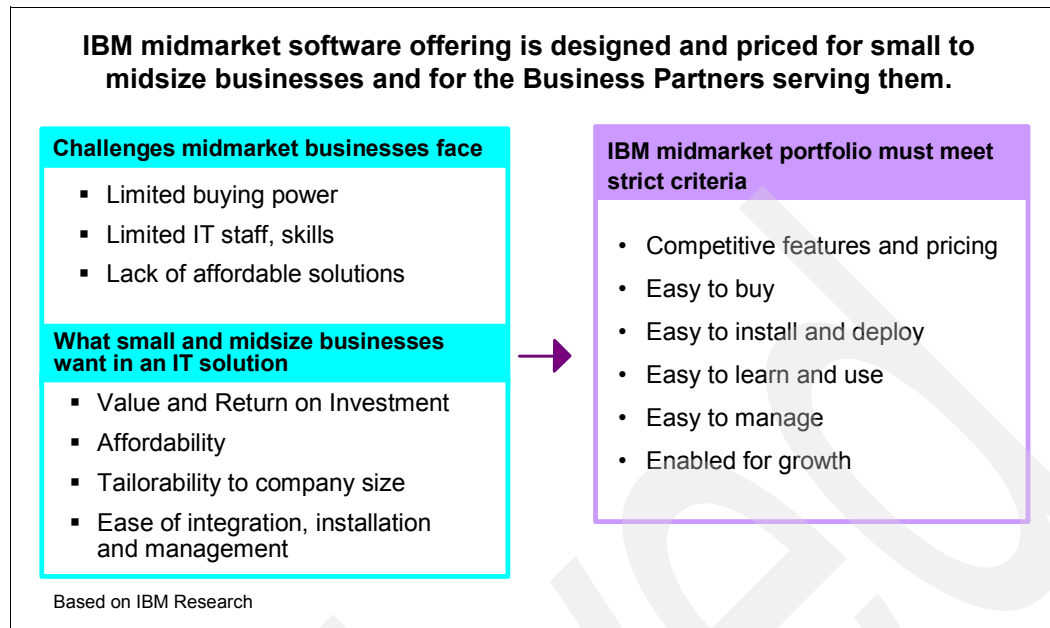 IBM midmarket software offering is designed and priced for small to
midsize businesses and for the Business Partners serving them.
Challenges midmarket businesses face
▪ Limited buying power
▪ Limited IT staff, skills
▪ Lack of affordable solutions
What small and midsize businesses
want in an IT solution
▪ Value and Return on Investment
▪ Affordability
▪ Tailorability to company size
▪ Ease of integration, installation
and management
IBM midmarket portfolio must meet
strict criteria
• Competitive features and pricing
• Easy to buy
• Easy to install and deploy
• Easy to learn and use
• Easy to manage
• Enabled for growth
Based on IBM Research